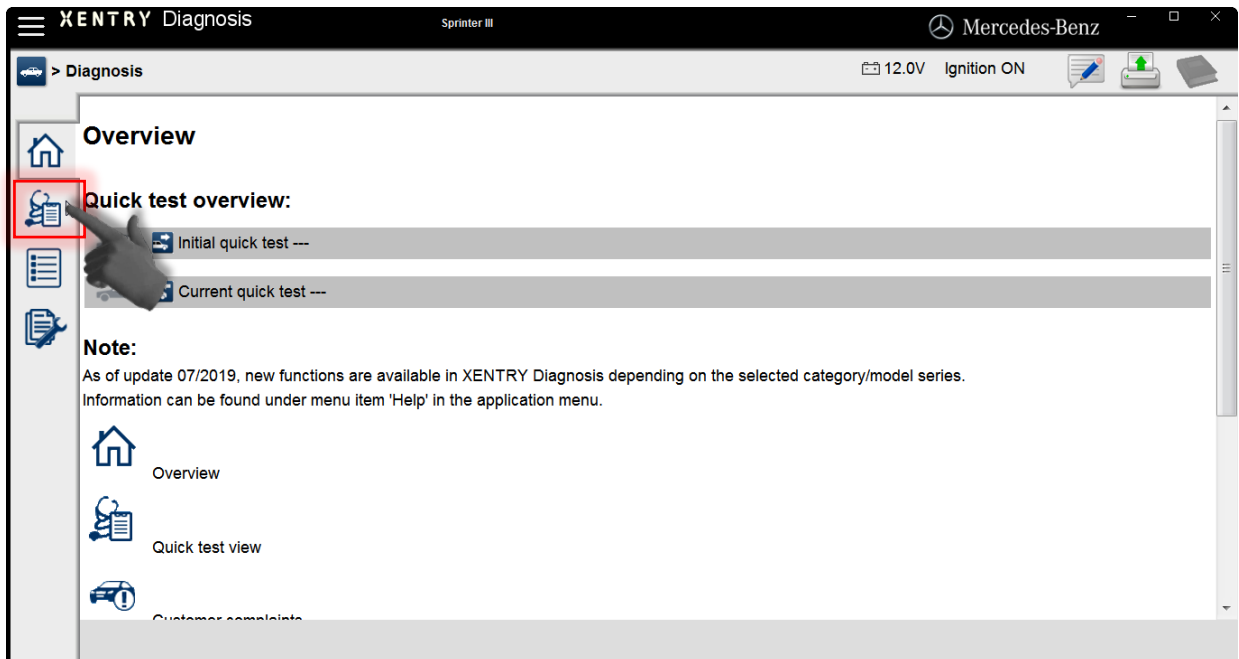 XENTRY Diagnosis
Sprinter III
Mercedes-Benz
> Diagnosis
12.0V
Ignition ON
Overview
Quick test overview:
Initial quick test ---
Current quick test ---
Note:
As of update 07/2019, new functions are available in XENTRY Diagnosis depending on the selected category/model series.
Information can be found under menu item 'Help' in the application menu.
Overview
Quick test view
Customer complaints